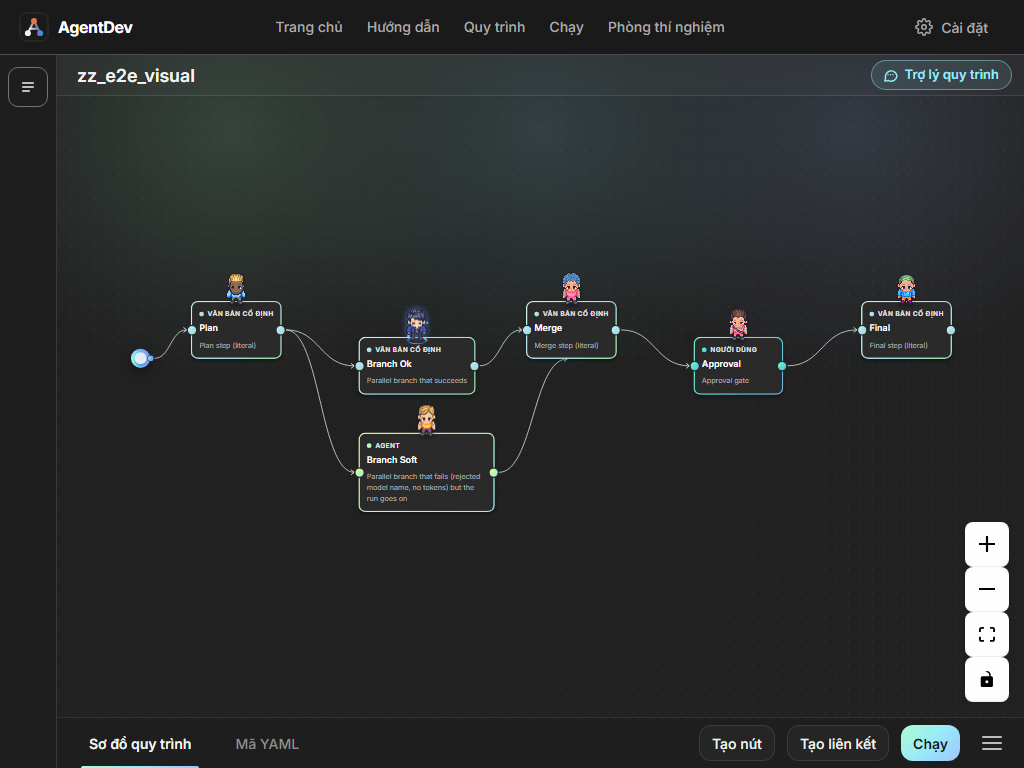 AgentDev
Trang chủ
Hướng dẫn
Quy trình
Chạy
Phòng thí nghiệm
Cài đặt
zz_e2e_visual
Trợ lý quy trình
VĂN BẢN CỐ ĐỊNH
Plan
Plan step (literal)
VĂN BẢN CỐ ĐỊNH
Branch Ok
Parallel branch that succeeds
AGENT
Branch Soft
Parallel branch that fails (rejected
model name, no tokens) but the
run goes on
VĂN BẢN CỐ ĐỊNH
Merge
Merge step (literal)
NGƯỜI DÙNG
Approval
Approval gate
VĂN BẢN CỐ ĐỊNH
Final
Final step (literal)
Sơ đồ quy trình
Mã YAML
Tạo nút
Tạo liên kết
Chạy